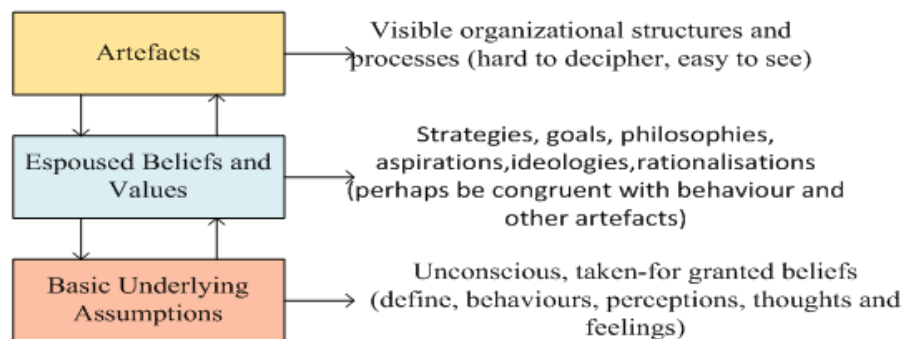 Artefacts
Visible organizational structures and
processes (hard to decipher, easy to see)
Espoused Beliefs and
Values
Strategies, goals, philosophies,
aspirations,ideologies,rationalisations
(perhaps be congruent with behaviour and
other artefacts)
Basic Underlying
Assumptions
Unconscious, taken-for granted beliefs
(define, behaviours, perceptions, thoughts and
feelings)